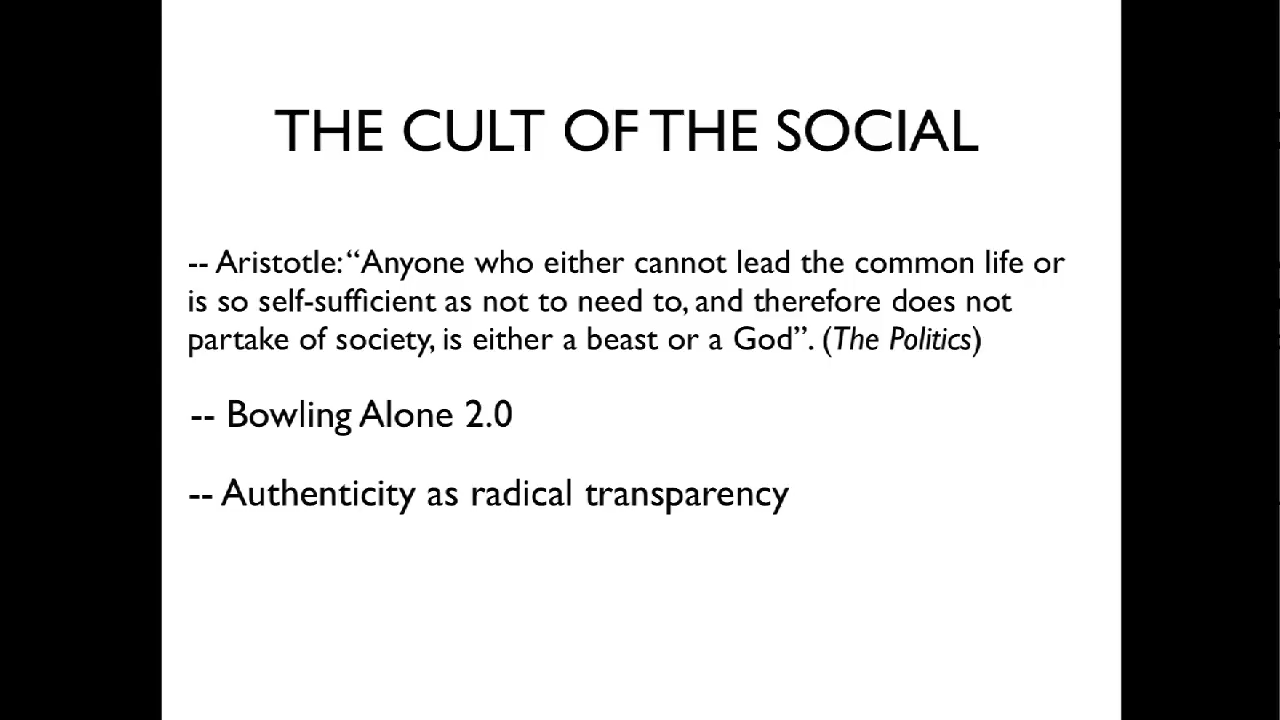 THE CULT OF THE SOCIAL
-- Aristotle: “Anyone who either cannot lead the common life or
is so self-sufficient as not to need to, and therefore does not
partake of society, is either a beast or a God”. (The Politics)
-- Bowling Alone 2.0
-- Authenticity as radical transparency